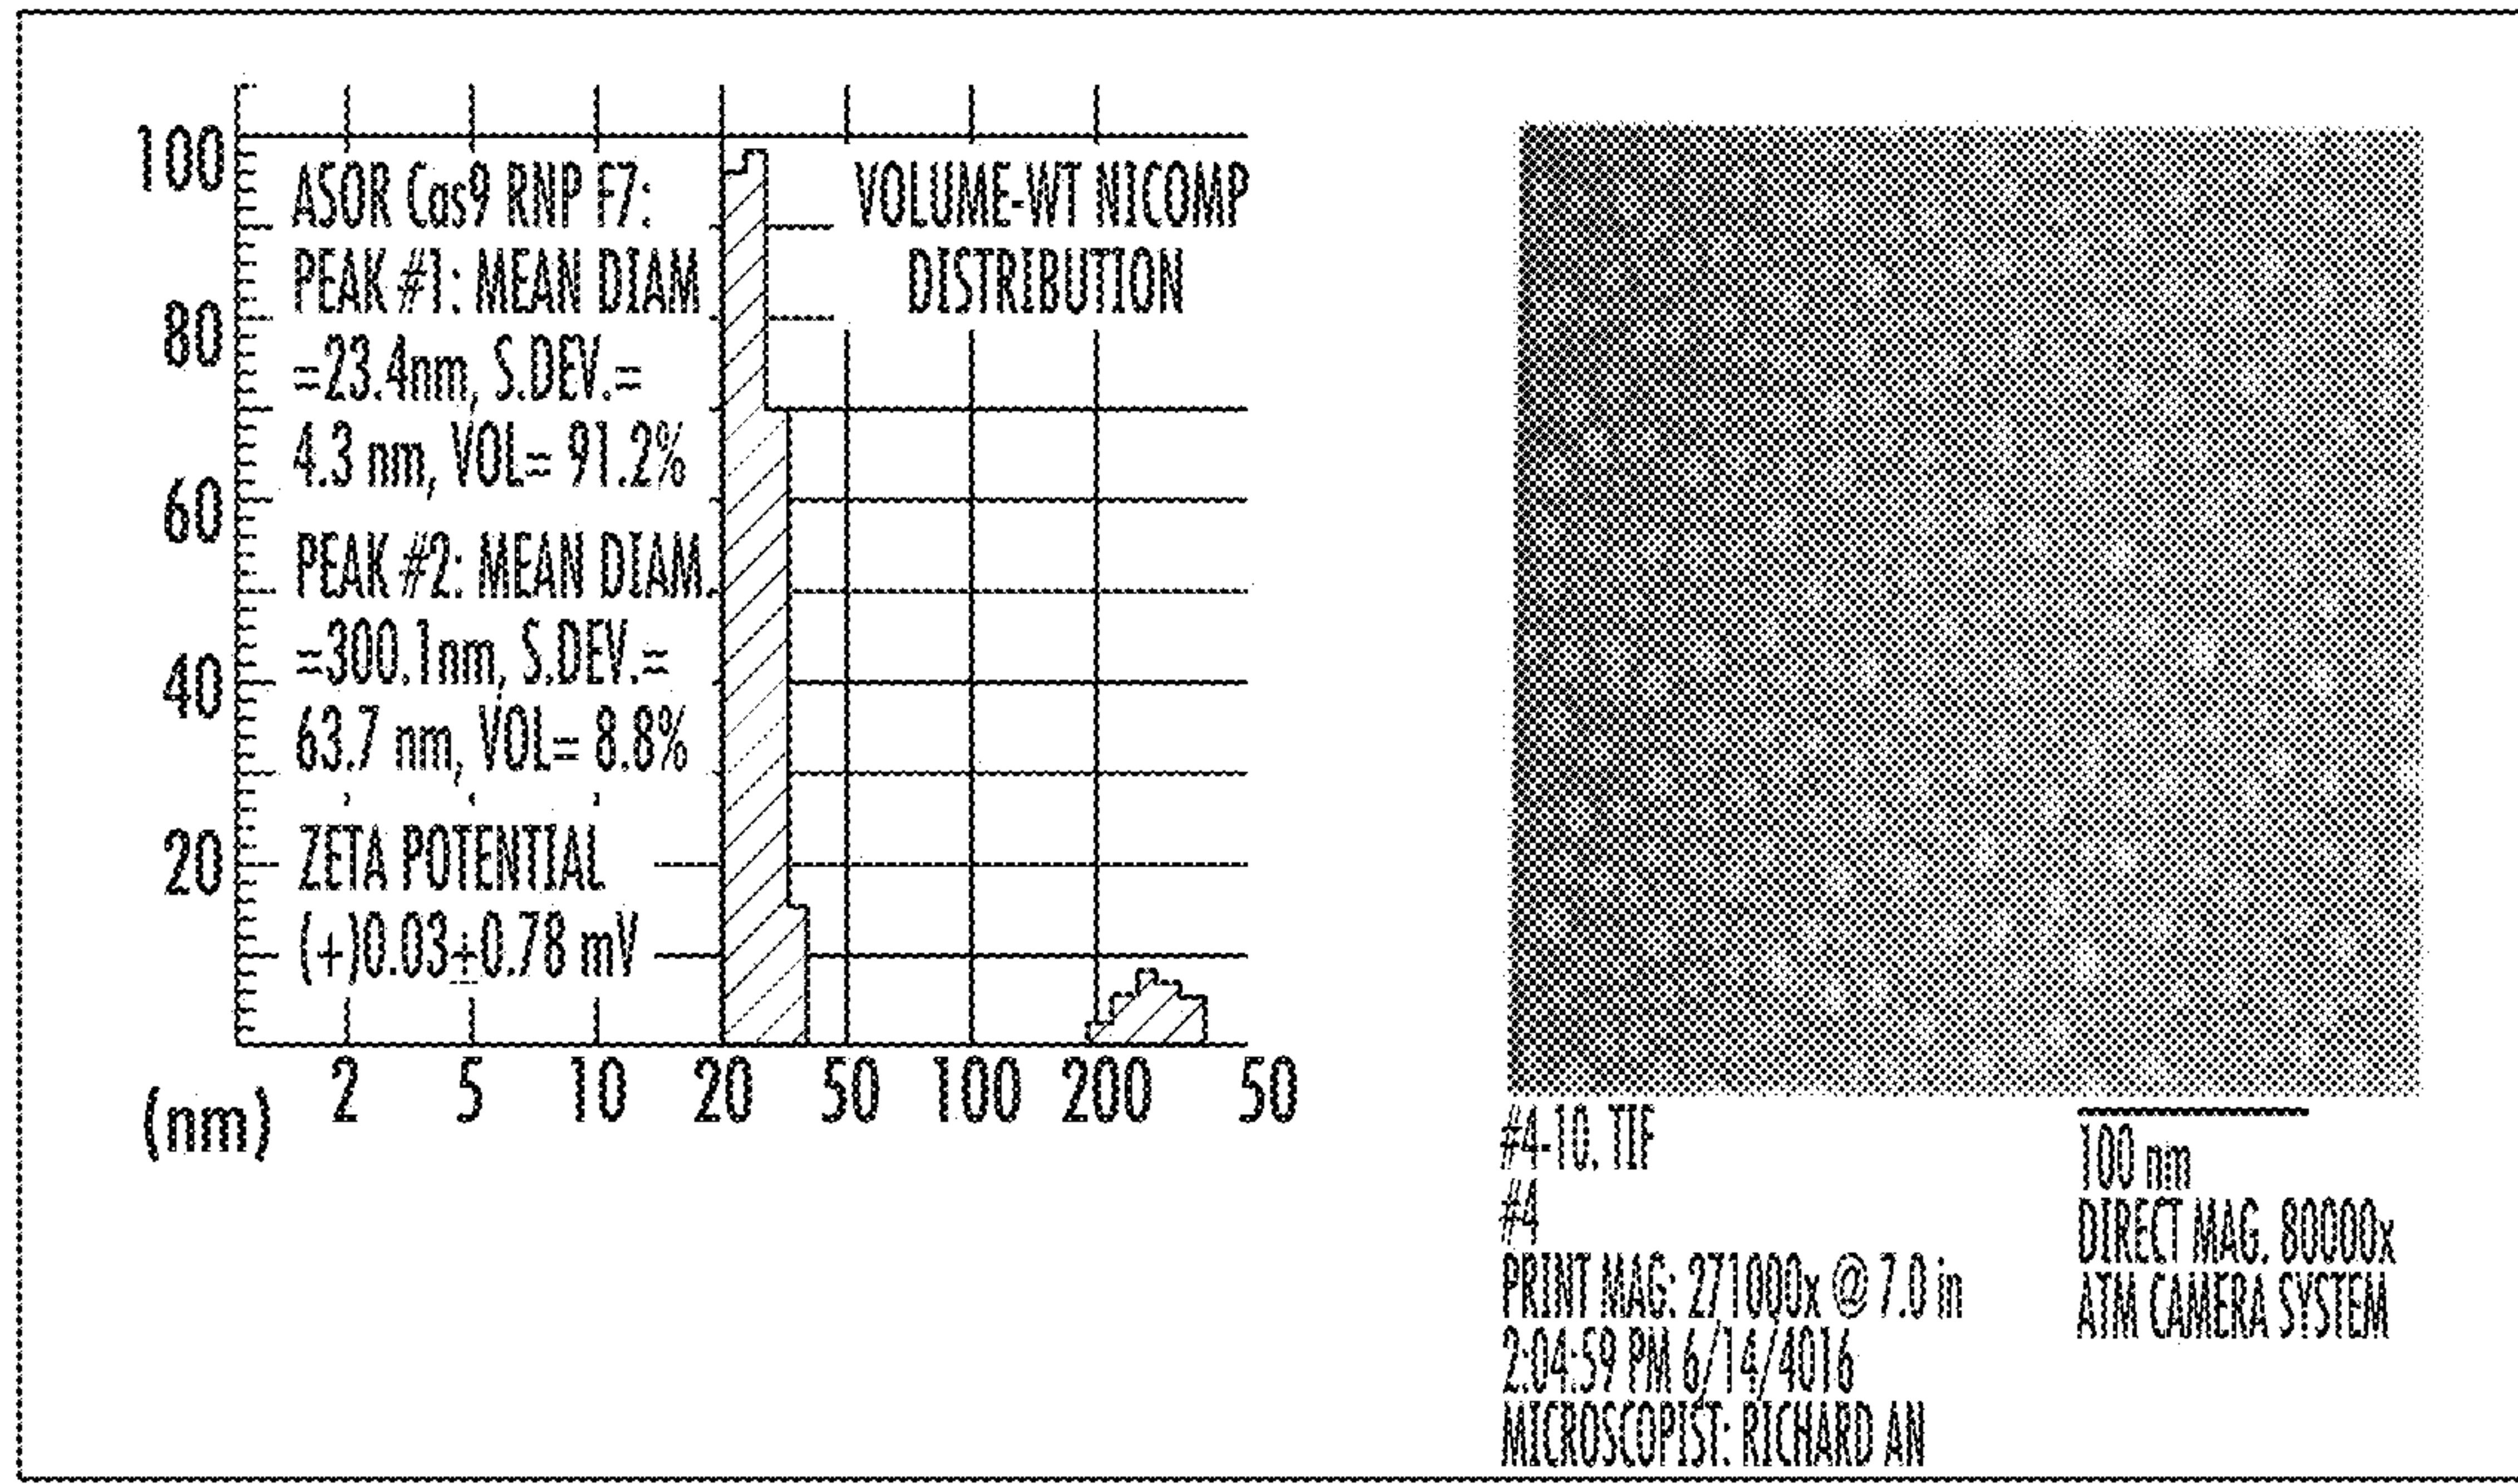 100
80
60
40
20
ASOR Cas9 RNP F7:
PEAK #1: MEAN DIAM
=23.4nm, S.DEV.=
4.3 nm, VOL= 91.2%
PEAK #2: MEAN DIAM.
=300.1nm, S.DEV.=
63.7 nm, VOL= 8.8%
ZETA POTENTIAL
(+)0.03±0.78 mV
VOLUME-WT NICOMP
DISTRIBUTION
(nm) 2 5 10 20 50 100 200 50
#4-10. TIF
#4
PRINT MAG: 271000x @ 7.0 in
2:04:59 PM 6/14/4016
MICROSCOPIST: RICHARD AN
100 nm
DIRECT MAG. 80000x
ATM CAMERA SYSTEM